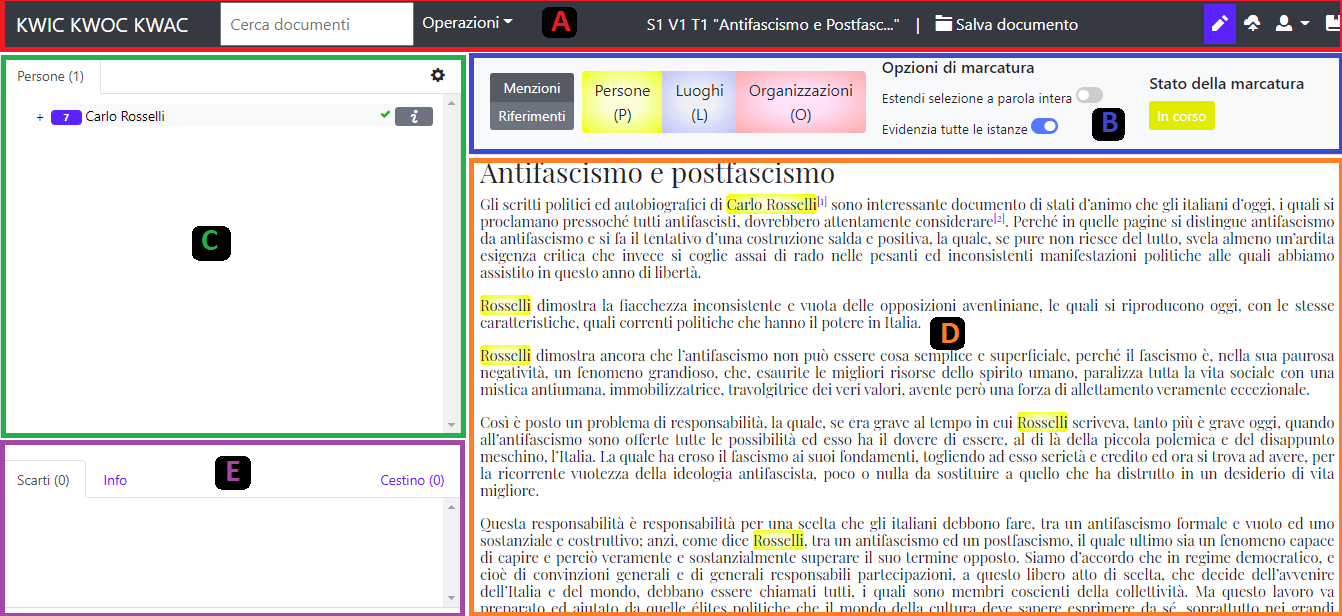 KWIC KWOC KWAC
Cerca documenti
Operazioni
A
S1 V1 T1 "Antifascismo e Postfasc..."
|
Salva documento
Persone (1)
+ 7 Carlo Rosselli
i
C
Scarti (0)
Info
E
Cestino (0)
Menzioni
Riferimenti
Persone
(P)
Luoghi
(L)
Organizzazioni
(O)
Opzioni di marcatura
Estendi selezione a parola intera
Evidenzia tutte le istanze
B
Stato della marcatura
In corso
Antifascismo e postfascismo
Gli scritti politici ed autobiografici di Carlo Rosselli[1] sono interessante documento di stati d'animo che gli italiani d'oggi, i quali si
proclamano pressoché tutti antifascisti, dovrebbero attentamente considerare[2]. Perché in quelle pagine si distingue antifascismo
da antifascismo e si fa il tentativo d'una costruzione salda e positiva, la quale, se pure non riesce del tutto, svela almeno un'ardita
esigenza critica che invece si coglie assai di rado nelle pesanti ed inconsistenti manifestazioni politiche alle quali abbiamo
assistito in questo anno di libertà.
Rosselli dimostra la fiacchezza inconsistente e vuota delle opposizioni aventiniane, le quali si riproducono oggi, con le stesse
caratteristiche, quali correnti politiche che hanno il potere in Italia.
D
Rosselli dimostra ancora che l'antifascismo non può essere cosa semplice e superficiale, perché il fascismo è, nella sua paurosa
negatività, un fenomeno grandioso, che, esaurite le migliori risorse dello spirito umano, paralizza tutta la vita sociale con una
mistica antiumana, immobilizzatrice, travolgitrice dei veri valori, avente però una forza di allettamento veramente eccezionale.
Così è posto un problema di responsabilità, la quale, se era grave al tempo in cui Rosselli scriveva, tanto più è grave oggi, quando
all'antifascismo sono offerte tutte le possibilità ed esso ha il dovere di essere, al di là della piccola polemica e del disappunto
meschino, l'Italia. La quale ha eroso il fascismo ai suoi fondamenti, togliendo ad esso serietà e credito ed ora si trova ad avere, per
la ricorrente vuotezza della ideologia antifascista, poco o nulla da sostituire a quello che ha distrutto in un desiderio di vita
migliore.
Questa responsabilità è responsabilità per una scelta che gli italiani debbono fare, tra un antifascismo formale e vuoto ed uno
sostanziale e costruttivo; anzi, come dice Rosselli, tra un antifascismo ed un postfascismo, il quale ultimo sia un fenomeno capace
di capire e perciò veramente e sostanzialmente superare il suo termine opposto. Siamo d'accordo che in regime democratico, e
cioè di convinzioni generali e di generali responsabili partecipazioni, a questo libero atto di scelta, che decide dell'avvenire
dell'Italia e del mondo, debbano essere chiamati tutti, i quali sono membri coscienti della collettività. Ma questo lavoro va
preparato ed aiutato da quelle élites politiche che il mondo della cultura deve sapere esprimere da sé, soprattutto nei grandi